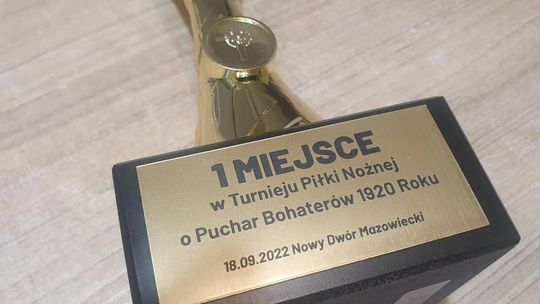 1 MIEJSCE
w Turnieju Piłki Nożnej
o Puchar Bohaterów 1920 Roku
18.09.2022 Nowy Dwór Mazowiecki